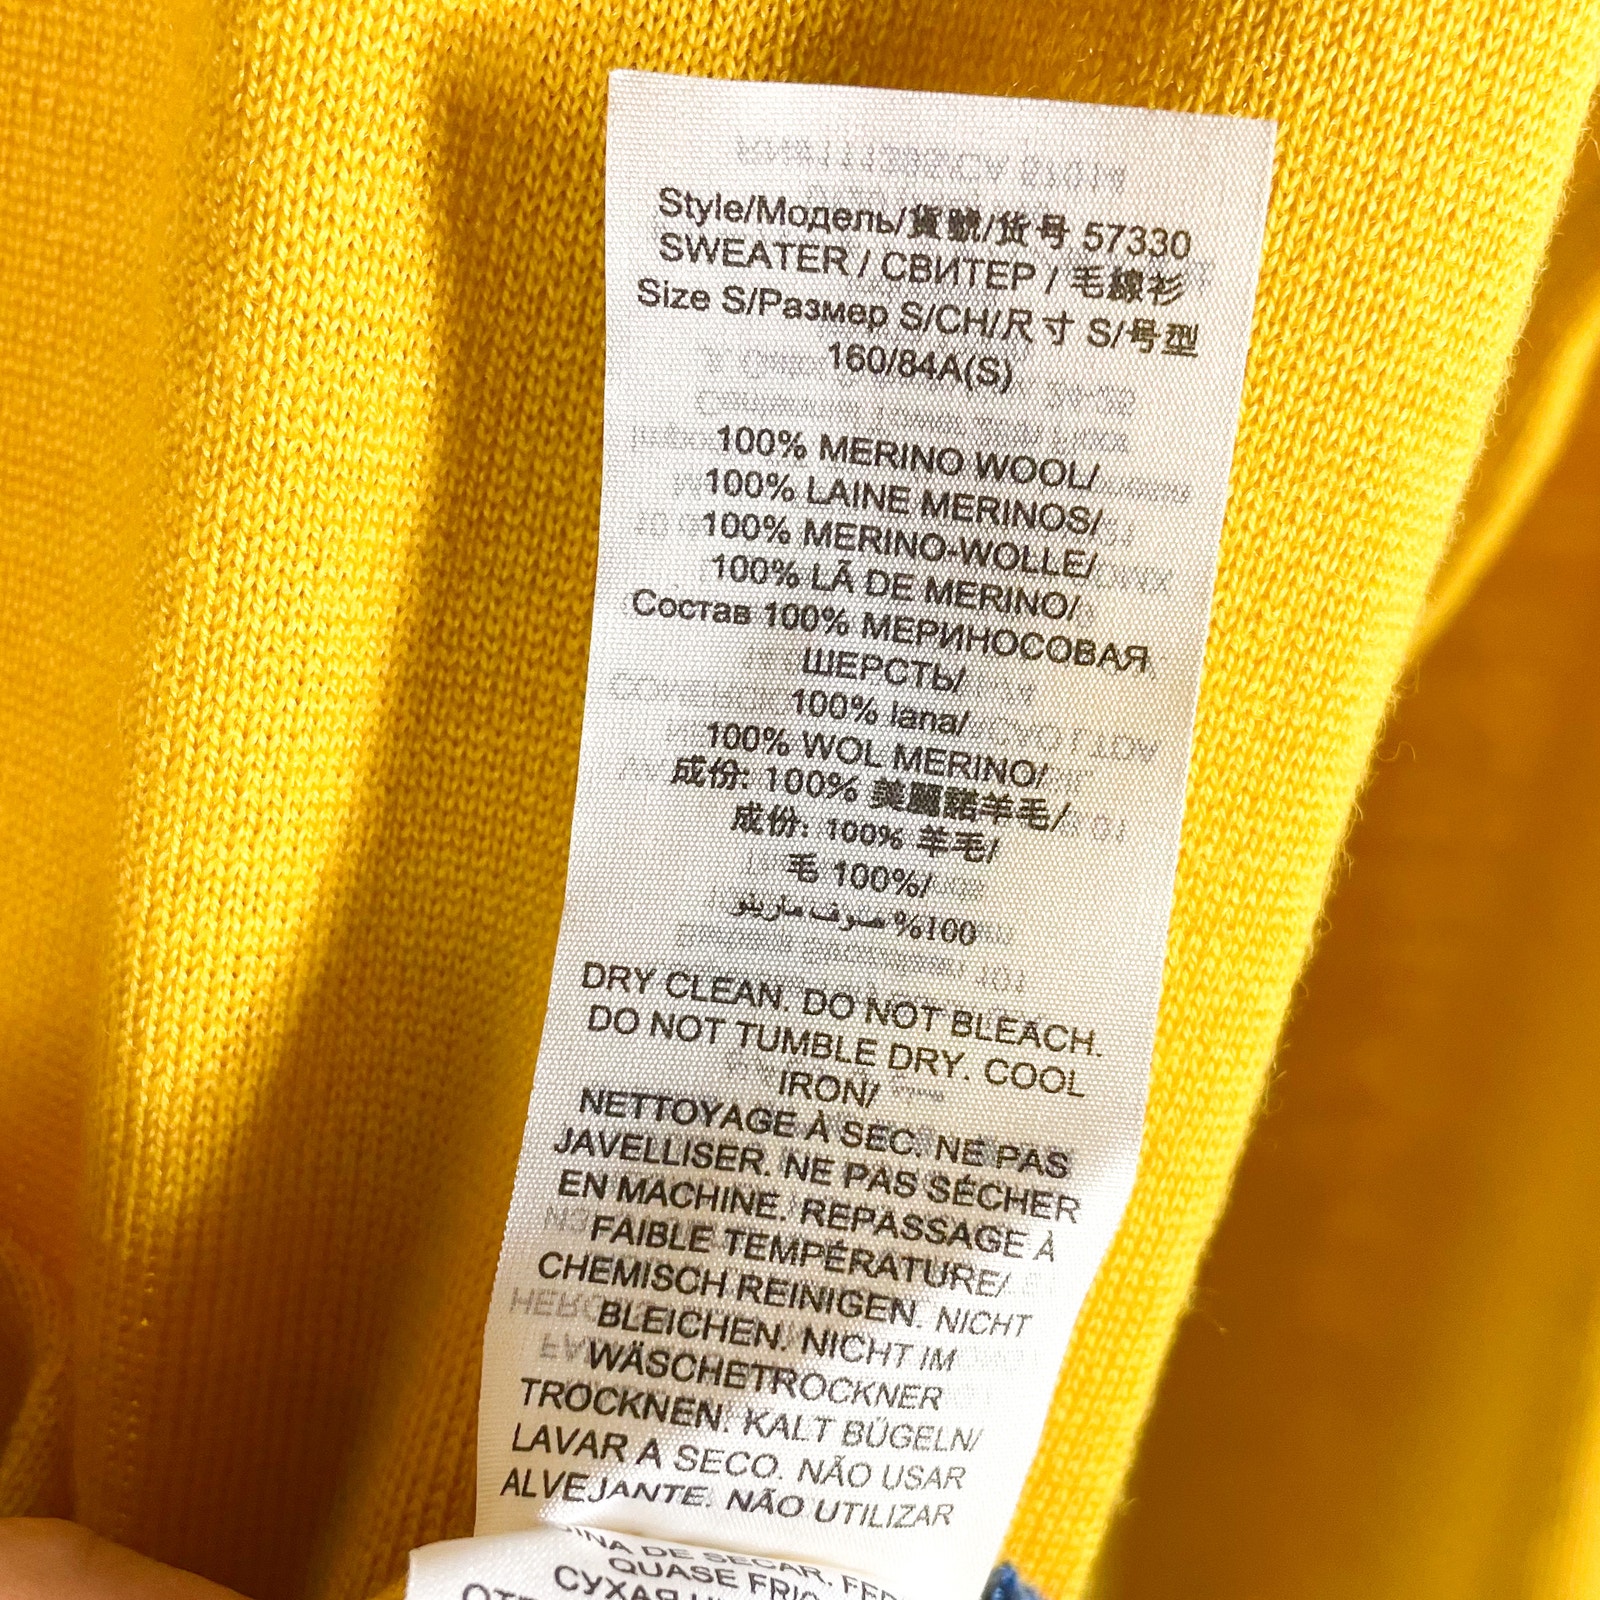 Style/Модель/貨號/货号 57330
SWEATER / СВИТЕР / 毛線衫
Size S/Размер S/CH/尺寸 S/号型
160/84A(S)
100% MERINO WOOL/
100% LAINE MERINOS/
100% MERINO-WOLLE/
100% LÃ DE MERINO/
Состав 100% МЕРИНОСОВАЯ
ШЕРСТЬ/
100% lana/
100% WOL MERINO/
成份: 100% 美麗諾羊毛/
成份: 100% 羊毛/
毛 100%/
100% صوف مارينو
DRY CLEAN. DO NOT BLEACH.
DO NOT TUMBLE DRY. COOL
IRON/
NETTOYAGE À SEC. NE PAS
JAVELLISER. NE PAS SÉCHER
EN MACHINE. REPASSAGE À
FAIBLE TEMPÉRATURE/
CHEMISCH REINIGEN. NICHT
BLEICHEN. NICHT IM
WÄSCHETROCKNER
TROCKNEN. KALT BÜGELN/
LAVAR A SECO. NÃO USAR
ALVEJANTE. NÃO UTILIZAR
DE SECAR.
QUASE
СУХАЯ